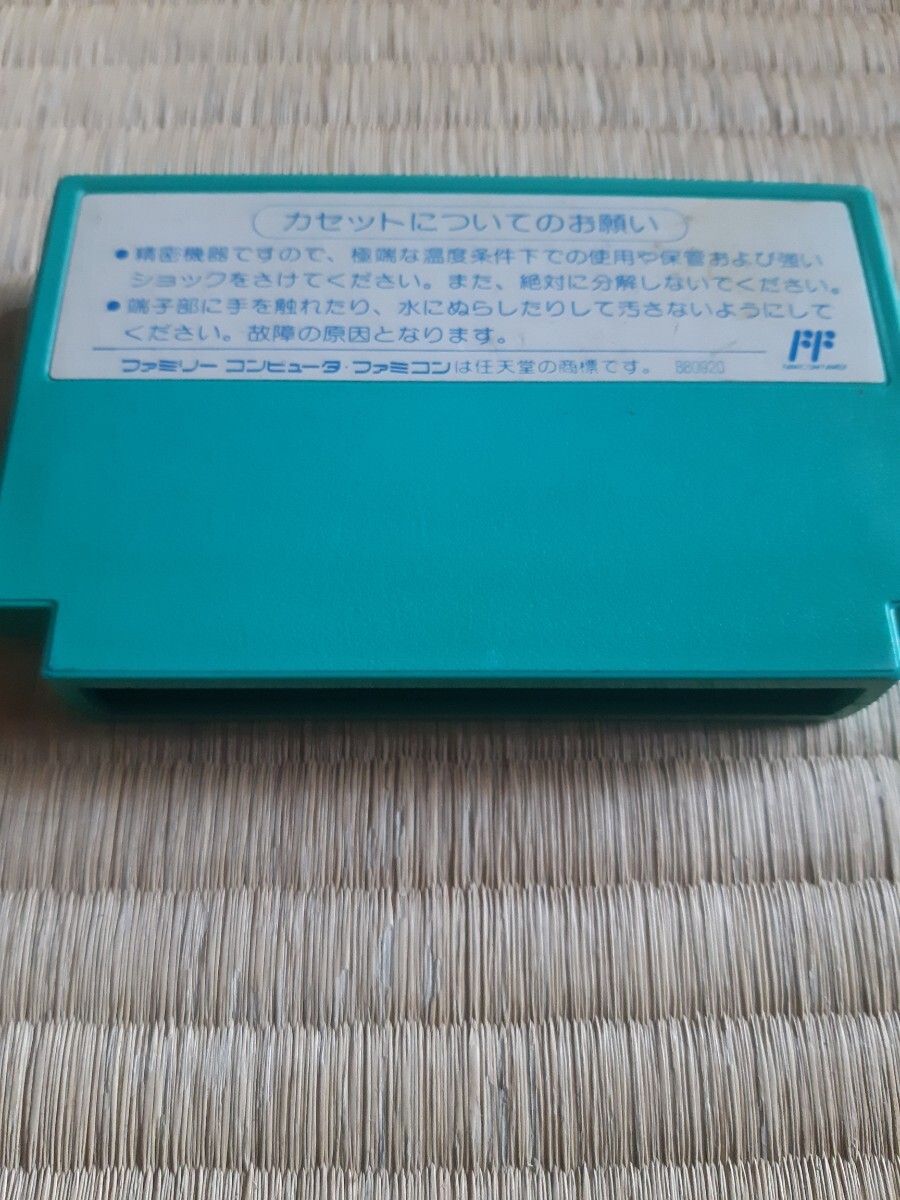 カセットについてのお願い
●精密機器ですので、極端な温度条件下での使用や保管および強い
ショックをさけてください。また、絶対に分解しないでください。
●端子部に手を触れたり、水にぬらしたりして汚さないようにして
ください。故障の原因となります。
ファミリー コンピュータ・ファミコンは任天堂の商標です。
FF